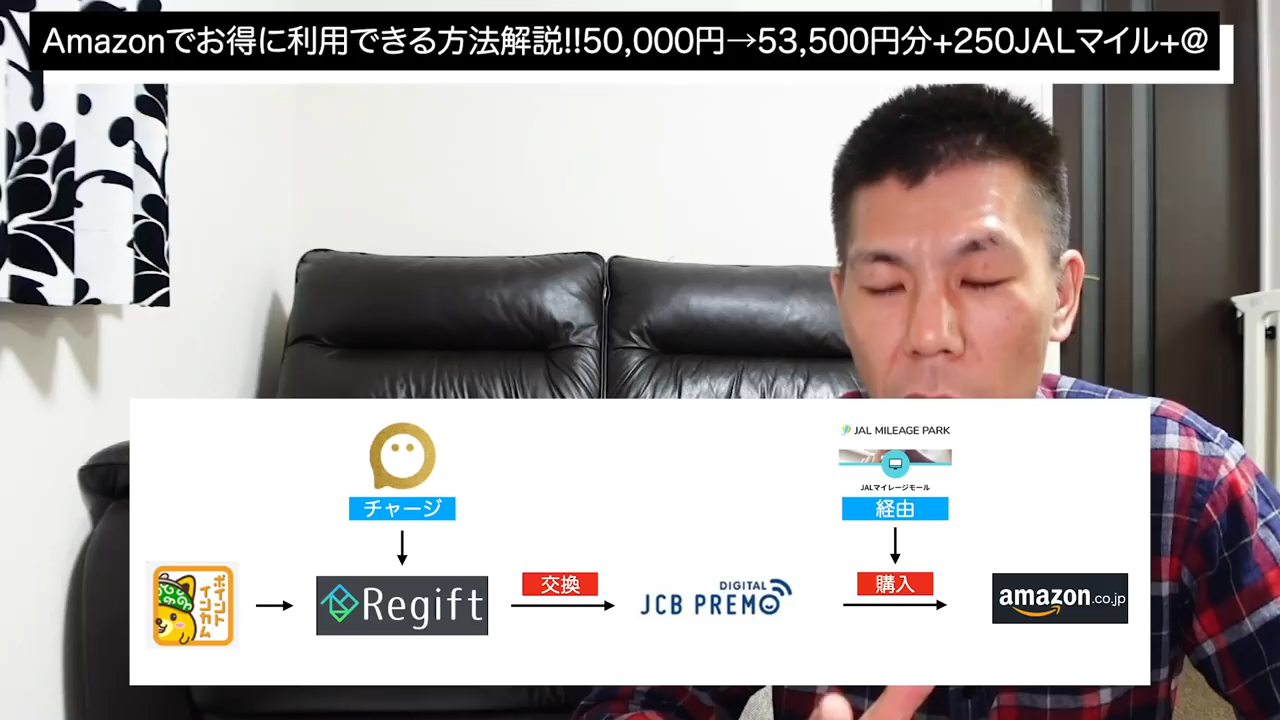 Amazonでお得に利用できる方法解説!!50,000円→53,500円分+250JALマイル+@
JAL MILEAGE PARK
JALマイレージモール
チャージ
経由
ポイント
インカム
Regift
交換
DIGITAL
JCB PREMO
購入
amazon.co.jp